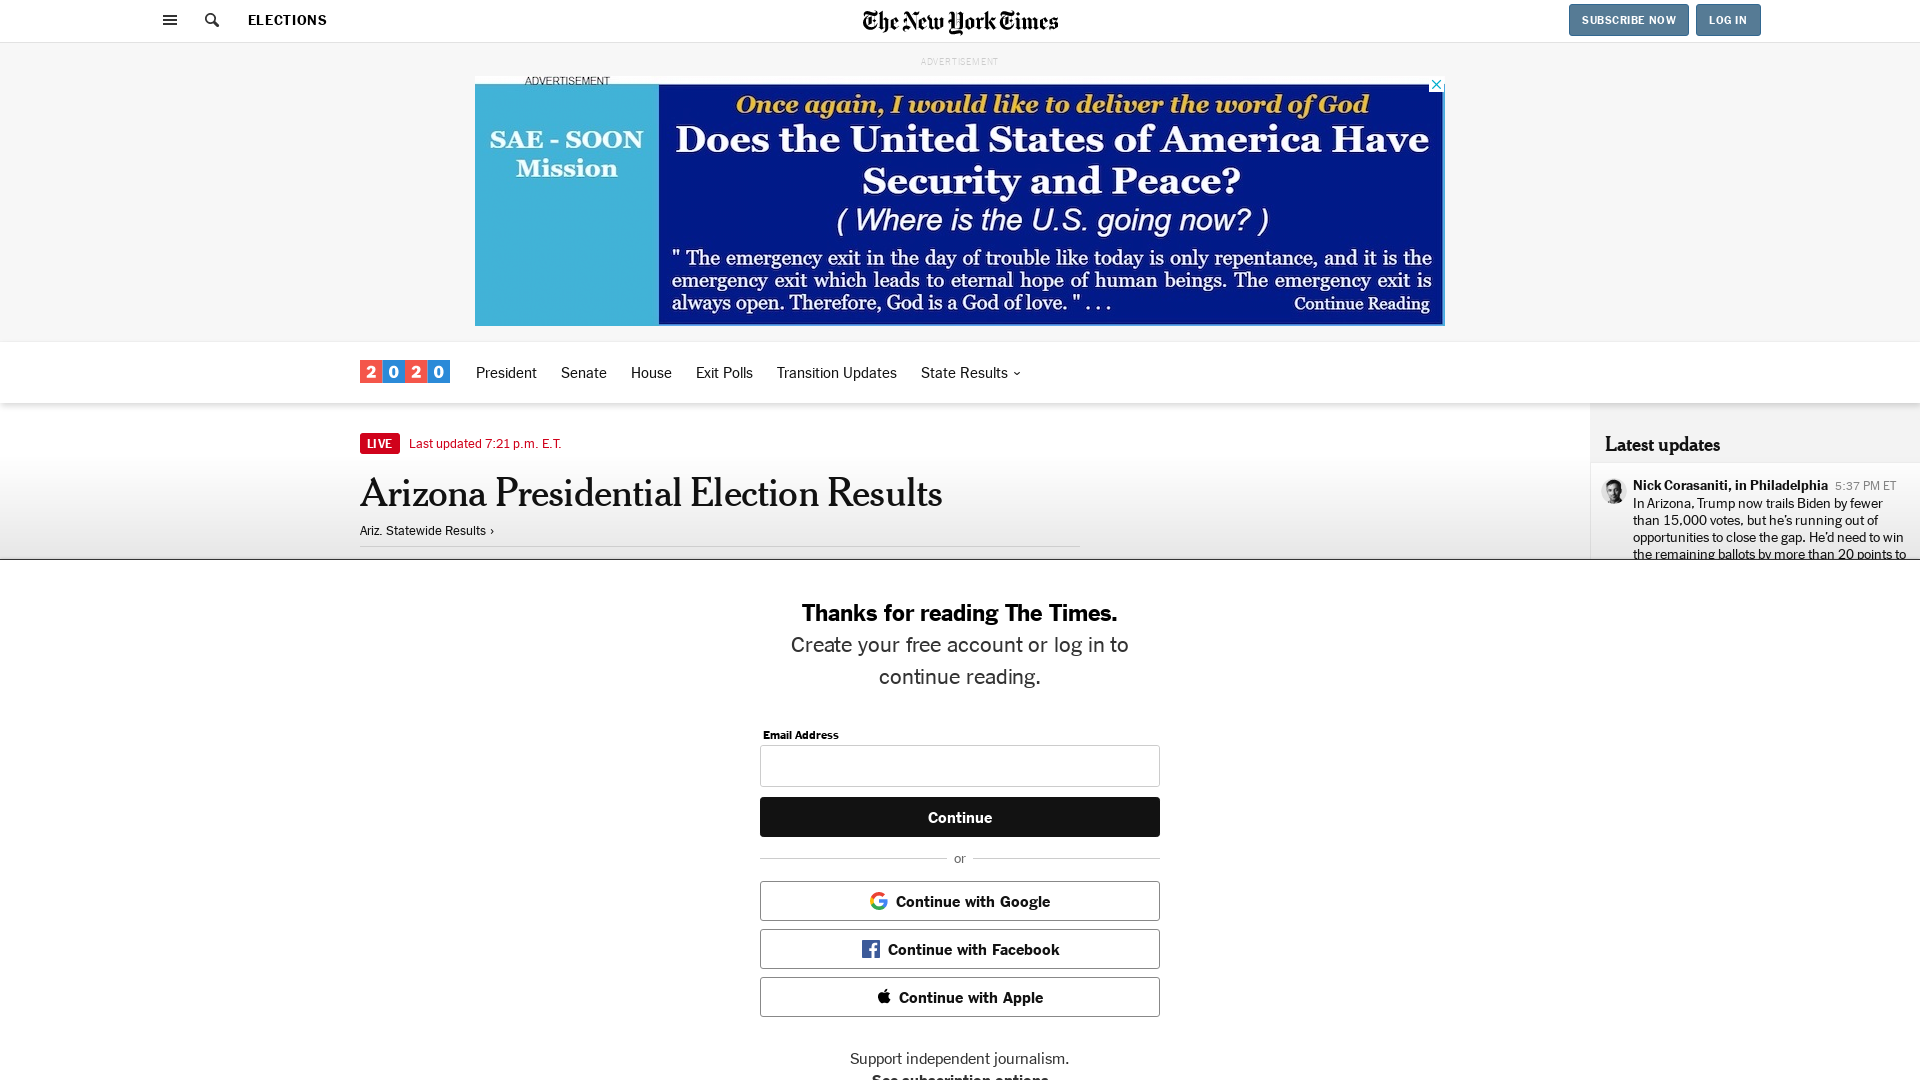 ELECTIONS
The New York Times
SUBSCRIBE NOW
LOG IN
ADVERTISEMENT
ADVERTISEMENT
SAE - SOON
Mission
Once again, I would like to deliver the word of God
Does the United States of America Have
Security and Peace?
( Where is the U.S. going now? )
" The emergency exit in the day of trouble like today is only repentance, and it is the
emergency exit which leads to eternal hope of human beings. The emergency exit is
always open. Therefore, God is a God of love. " . . .
Continue Reading
2020
President
Senate
House
Exit Polls
Transition Updates
State Results
LIVE
Last updated 7:21 p.m. E.T.
Arizona Presidential Election Results
Ariz. Statewide Results ›
Latest updates
Nick Corasaniti, in Philadelphia 5:37 PM ET
In Arizona, Trump now trails Biden by fewer
than 15,000 votes, but he’s running out of
opportunities to close the gap. He’d need to win
the remaining ballots by more than 20 points to
Thanks for reading The Times.
Create your free account or log in to
continue reading.
Email Address
Continue
or
Continue with Google
Continue with Facebook
Continue with Apple
Support independent journalism.
See subscription options